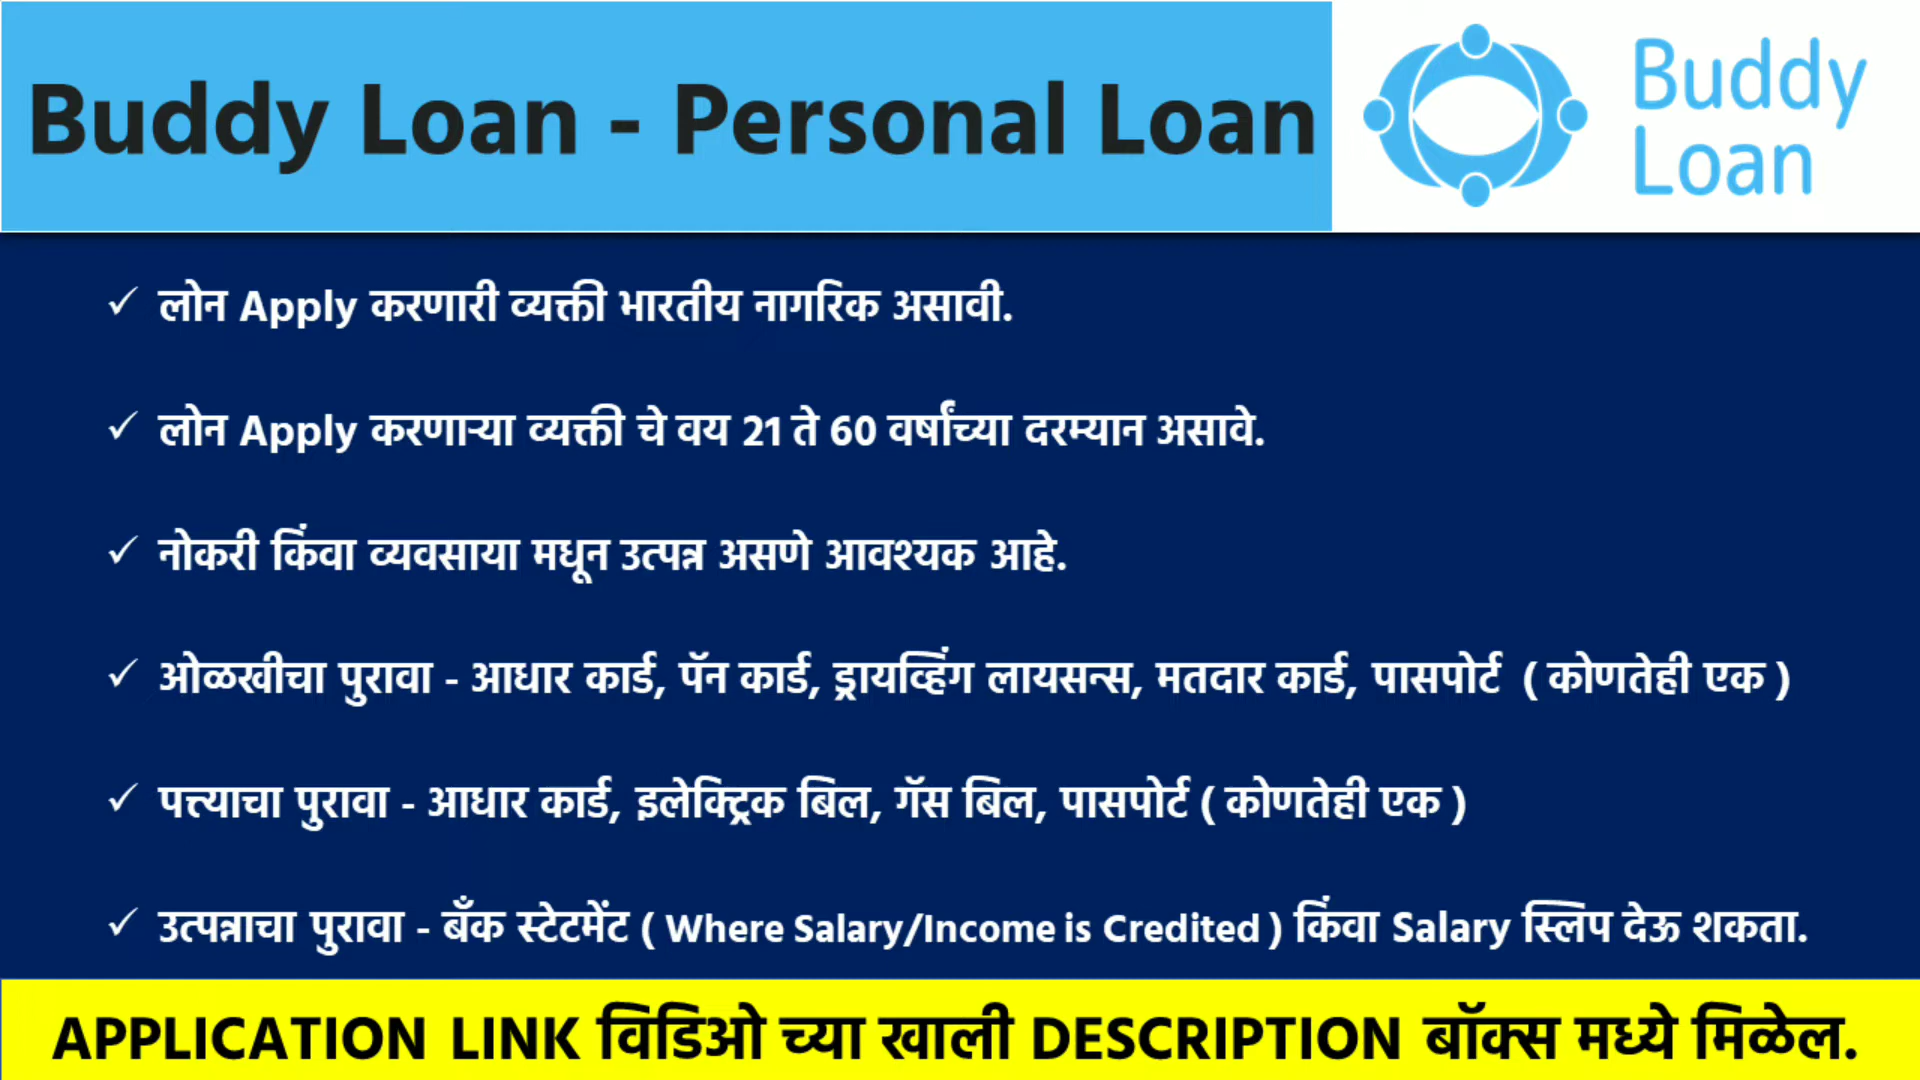 Buddy Loan - Personal Loan
Buddy
Loan
✓ लोन Apply करणारी व्यक्ती भारतीय नागरिक असावी.
✓ लोन Apply करणाऱ्या व्यक्ती चे वय 21 ते 60 वर्षांच्या दरम्यान असावे.
✓ नोकरी किंवा व्यवसाया मधून उत्पन्न असणे आवश्यक आहे.
✓ ओळखीचा पुरावा - आधार कार्ड, पॅन कार्ड, ड्रायव्हिंग लायसन्स, मतदार कार्ड, पासपोर्ट ( कोणतेही एक )
✓ पत्त्याचा पुरावा - आधार कार्ड, इलेक्ट्रिक बिल, गॅस बिल, पासपोर्ट ( कोणतेही एक )
✓ उत्पन्नाचा पुरावा - बँक स्टेटमेंट ( Where Salary/Income is Credited ) किंवा Salary स्लिप देऊ शकता.
APPLICATION LINK विडिओ च्या खाली DESCRIPTION बॉक्स मध्ये मिळेल.